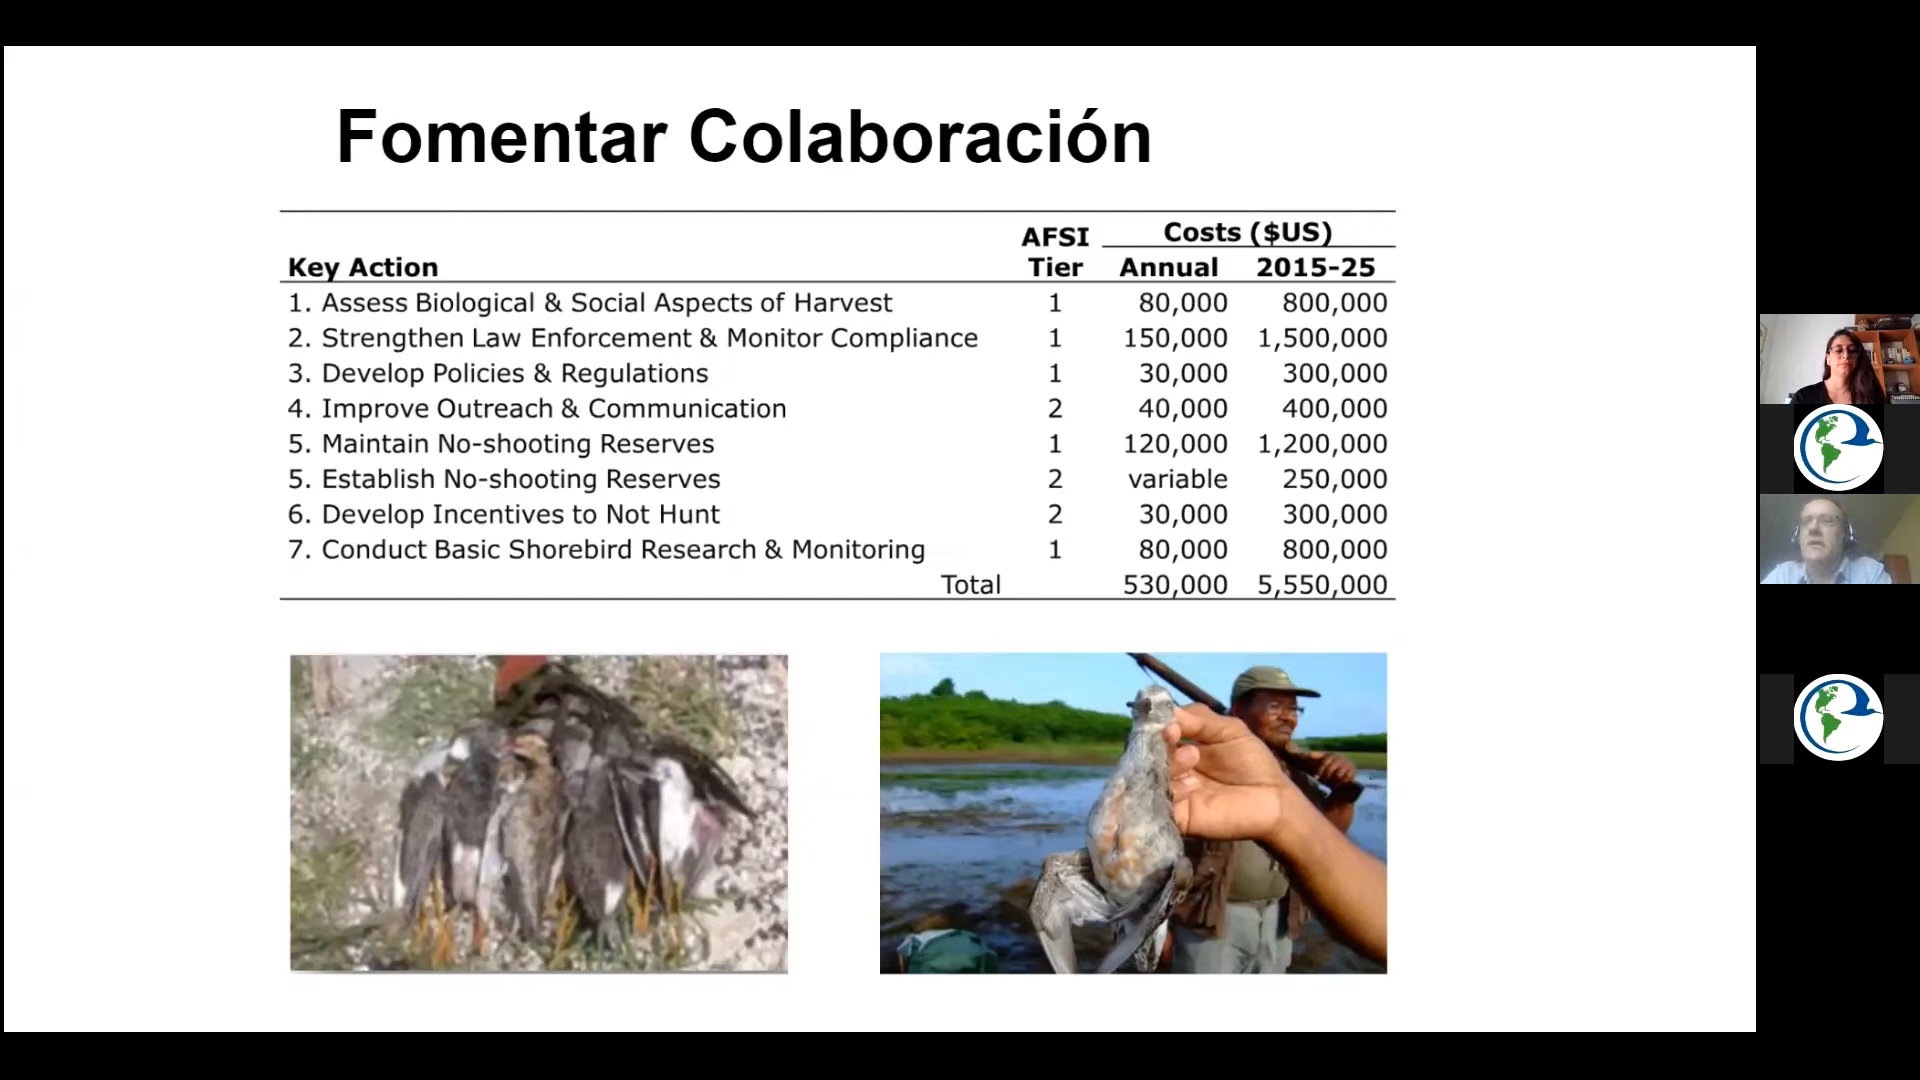 Fomentar Colaboración
AFSI Costs ($US)
Key Action Tier Annual 2015-25
1. Assess Biological & Social Aspects of Harvest 1 80,000 800,000
2. Strengthen Law Enforcement & Monitor Compliance 1 150,000 1,500,000
3. Develop Policies & Regulations 1 30,000 300,000
4. Improve Outreach & Communication 2 40,000 400,000
5. Maintain No-shooting Reserves 1 120,000 1,200,000
5. Establish No-shooting Reserves 2 variable 250,000
6. Develop Incentives to Not Hunt 2 30,000 300,000
7. Conduct Basic Shorebird Research & Monitoring 1 80,000 800,000
Total 530,000 5,550,000